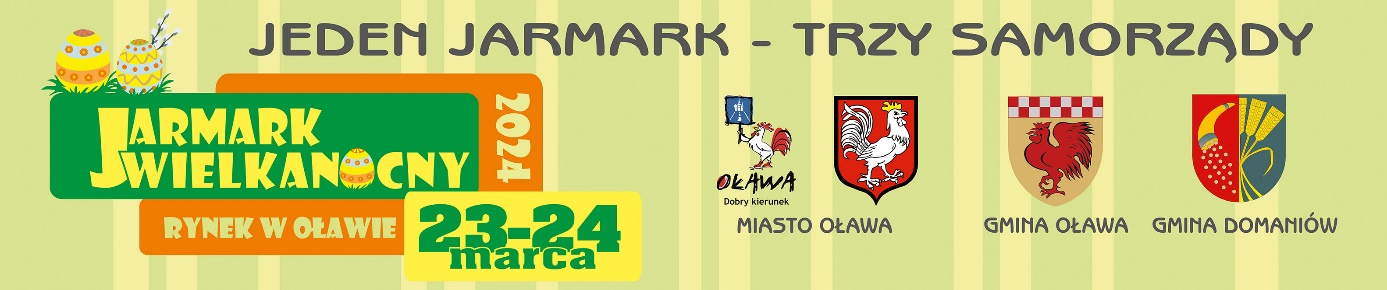 JEDEN JARMARK - TRZY SAMORZĄDY
JARMARK
WIELKANOCNY
2024
RYNEK W OŁAWIE
23-24
marca
OŁAWA
Dobry kierunek
MIASTO OŁAWA
GMINA OŁAWA
GMINA DOMANIÓW